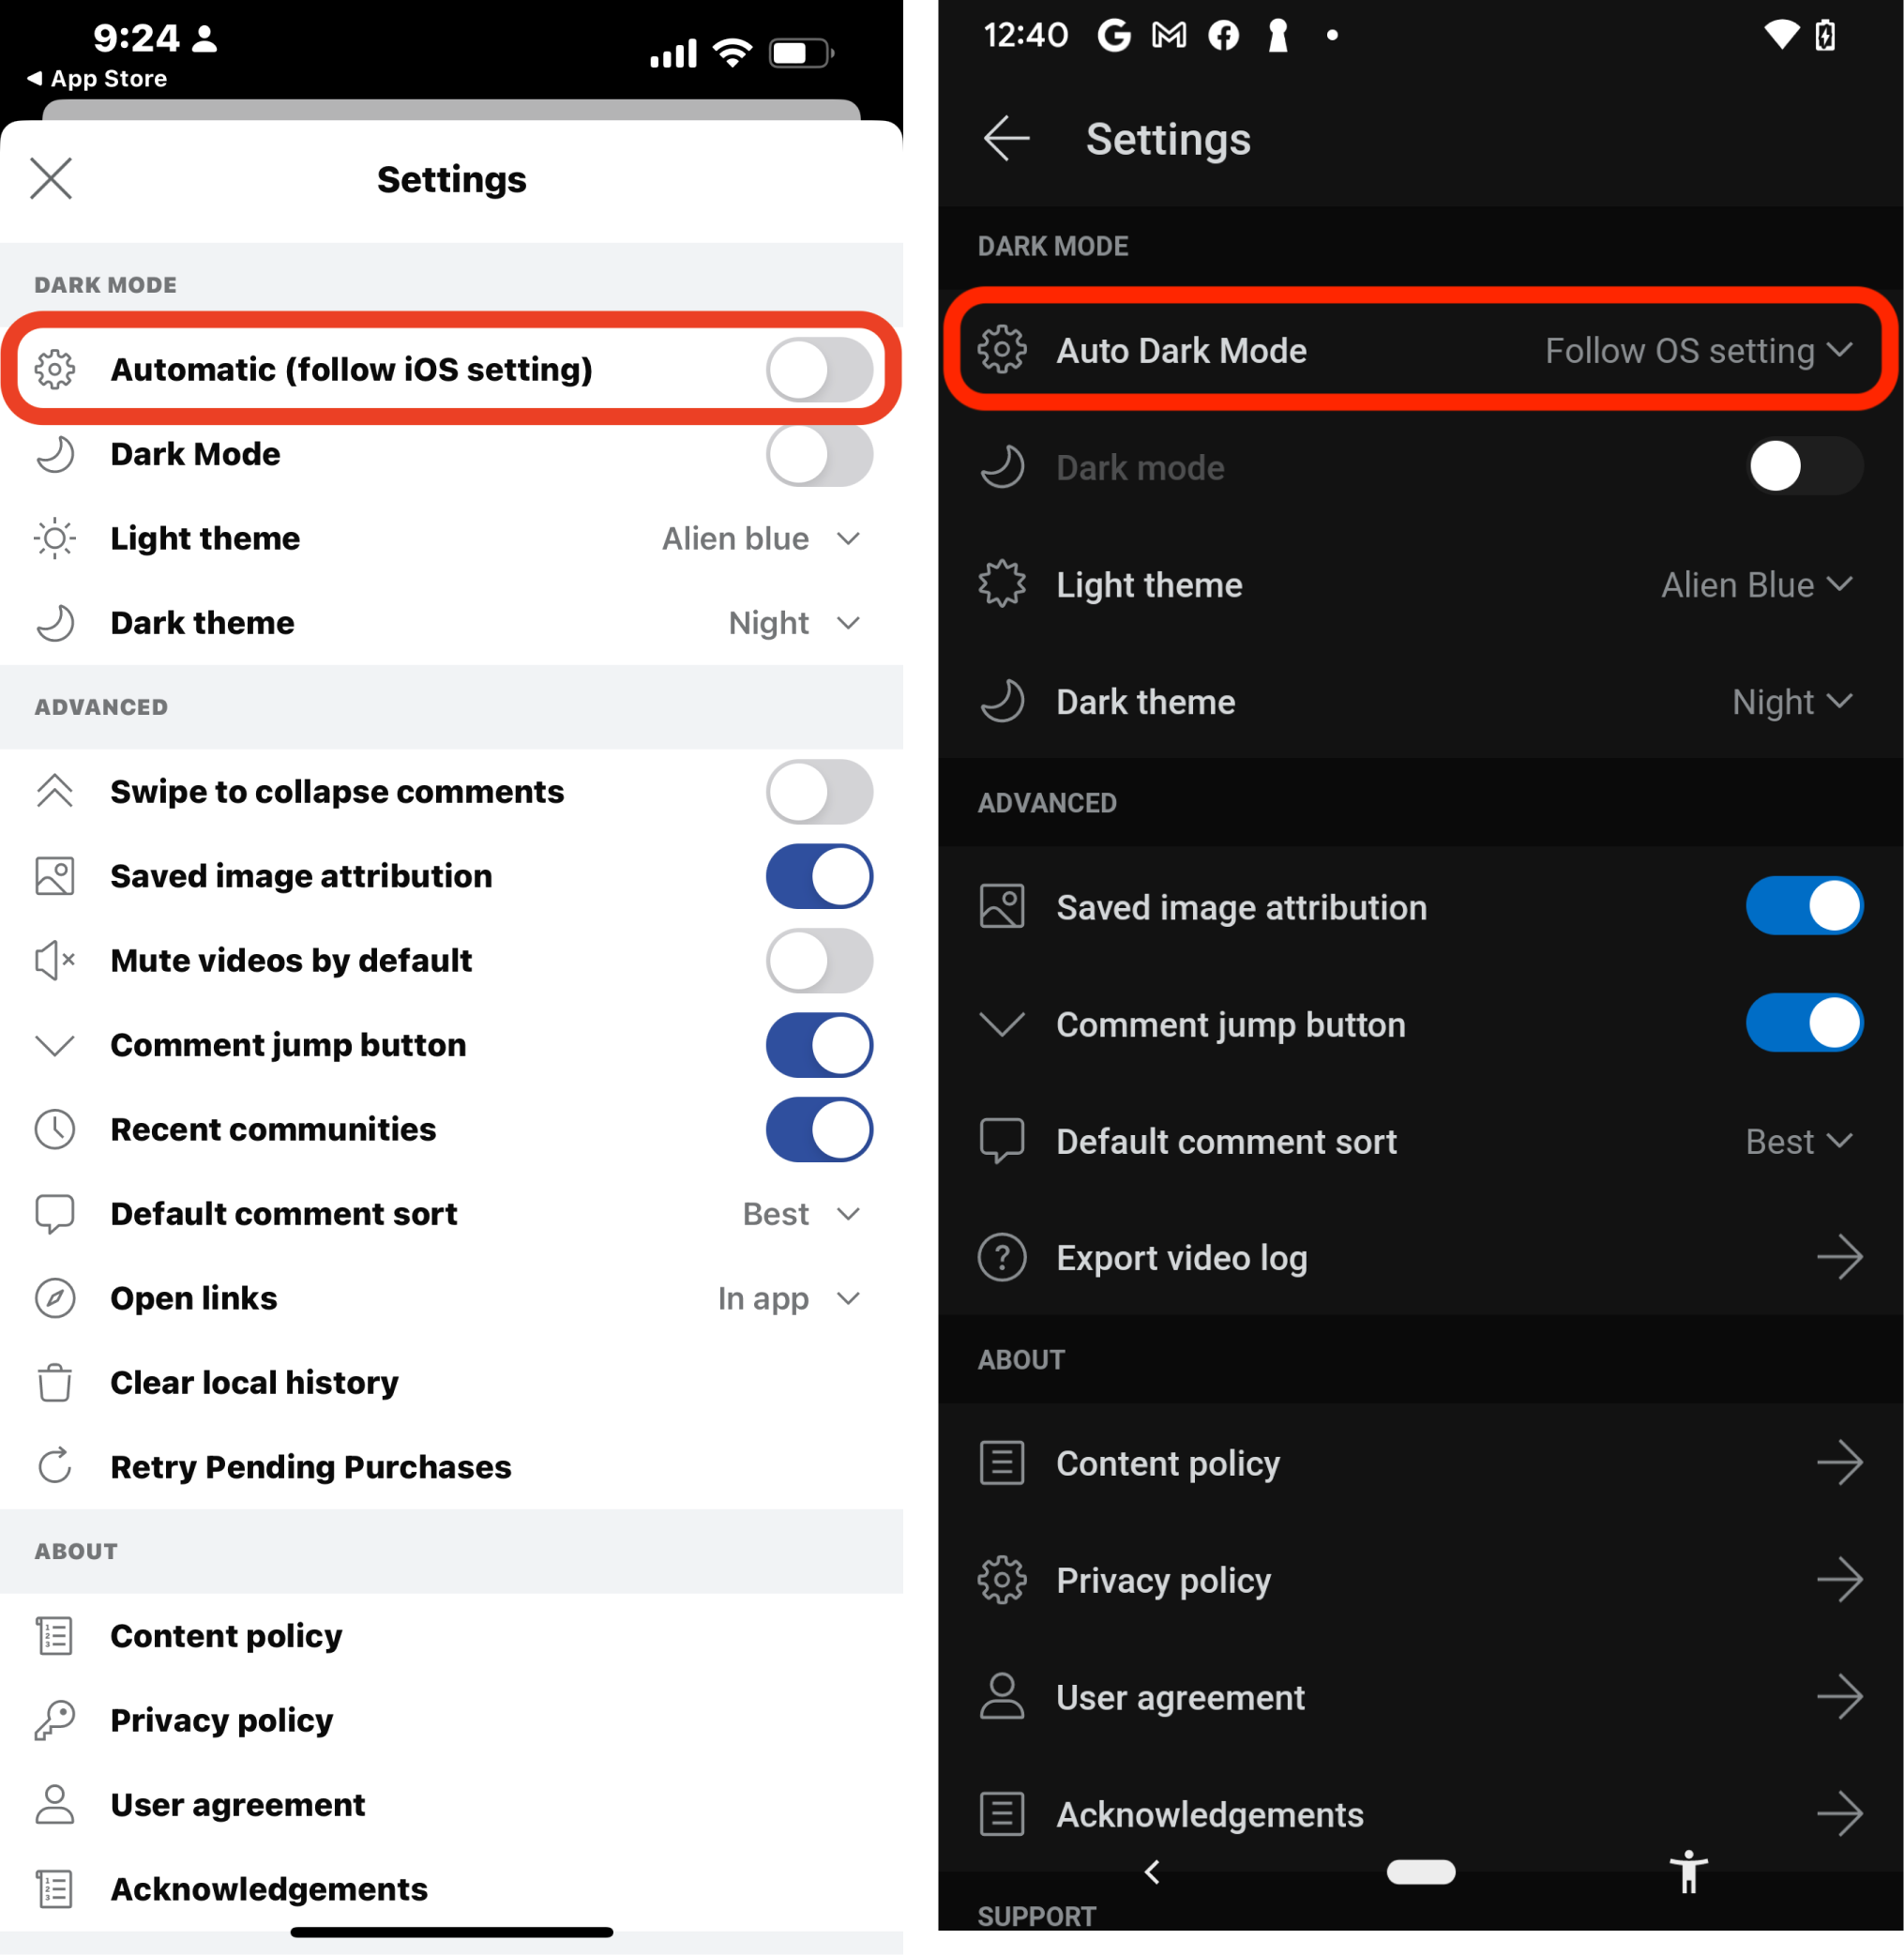 9:24
App Store
Settings
DARK MODE
Automatic (follow iOS setting)
Dark Mode
Light theme Alien blue
Dark theme Night
ADVANCED
Swipe to collapse comments
Saved image attribution
Mute videos by default
Comment jump button
Recent communities
Default comment sort Best
Open links In app
Clear local history
Retry Pending Purchases
ABOUT
Content policy
Privacy policy
User agreement
Acknowledgements
12:40
Settings
DARK MODE
Auto Dark Mode Follow OS setting
Dark mode
Light theme Alien Blue
Dark theme Night
ADVANCED
Saved image attribution
Comment jump button
Default comment sort Best
Export video log
ABOUT
Content policy
Privacy policy
User agreement
Acknowledgements
SUPPORT